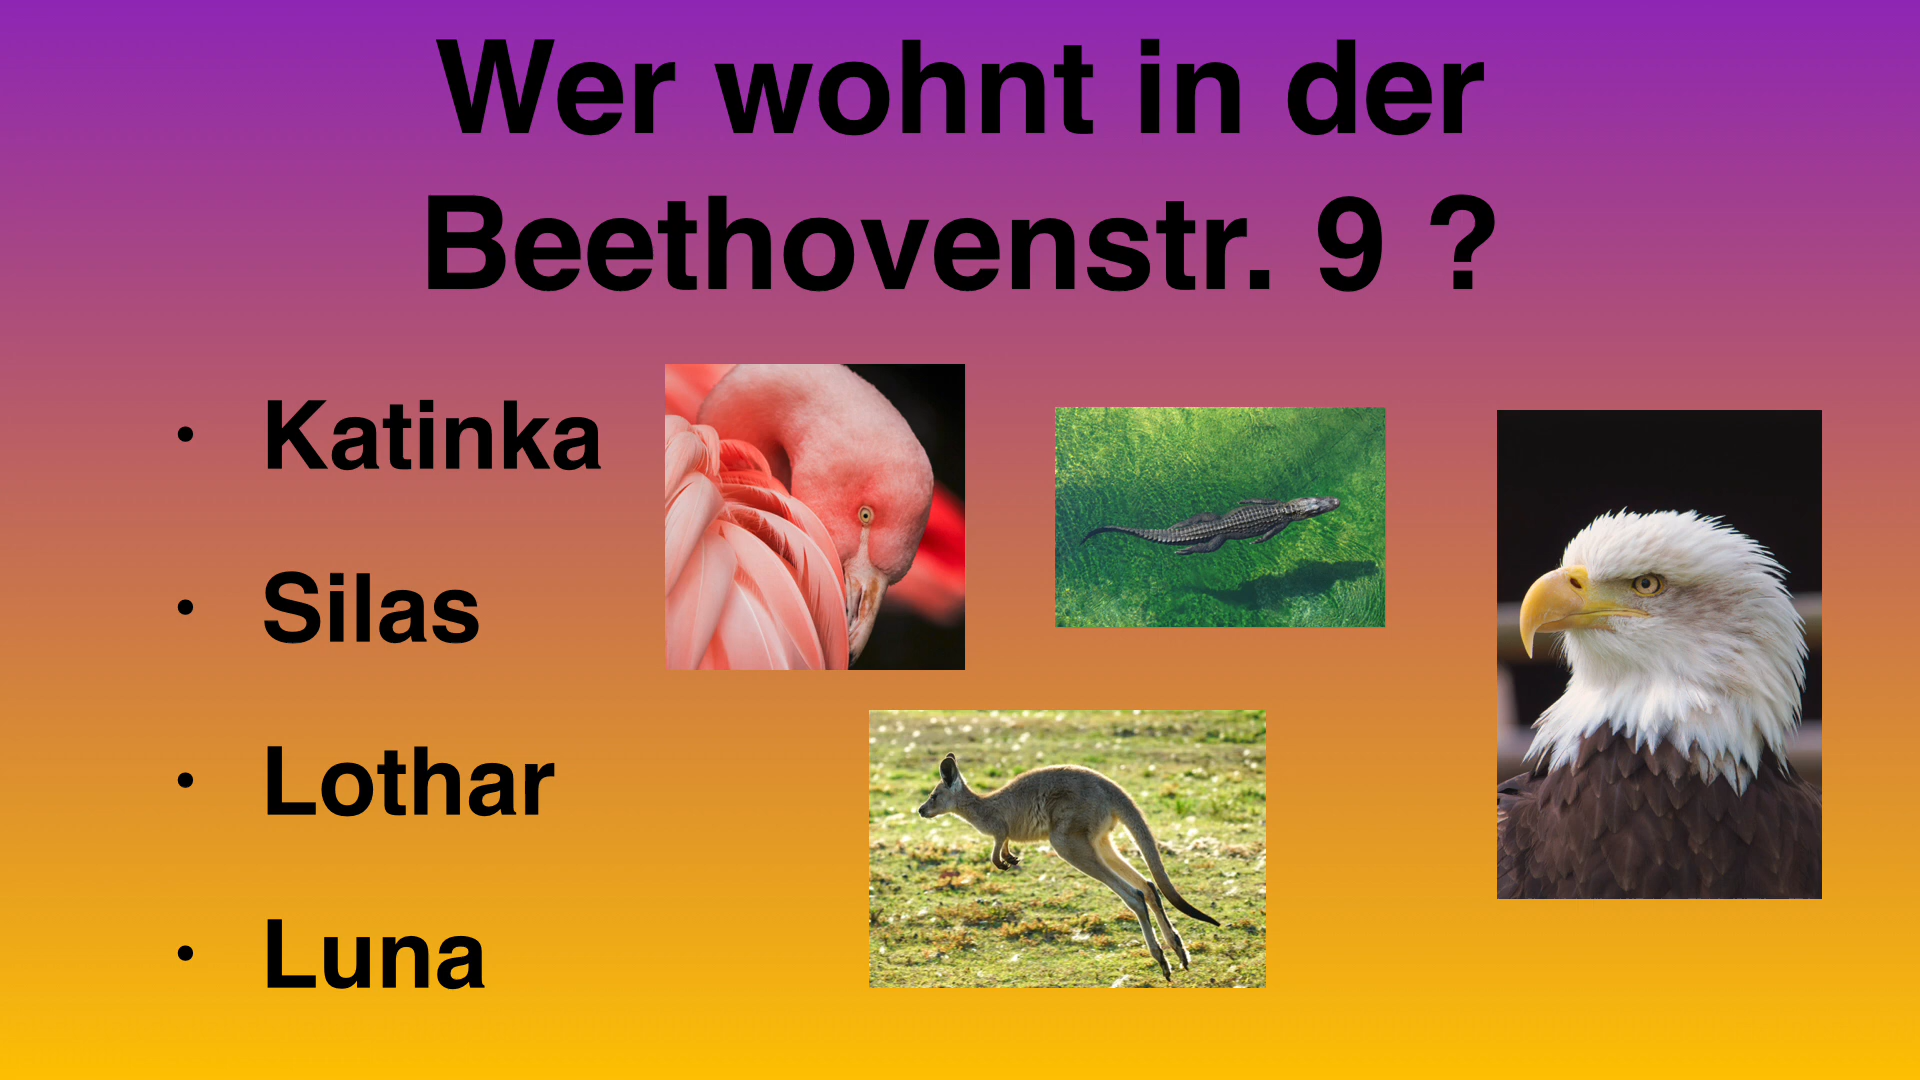 Wer wohnt in der
Beethovenstr. 9 ?
• Katinka
• Silas
• Lothar
• Luna